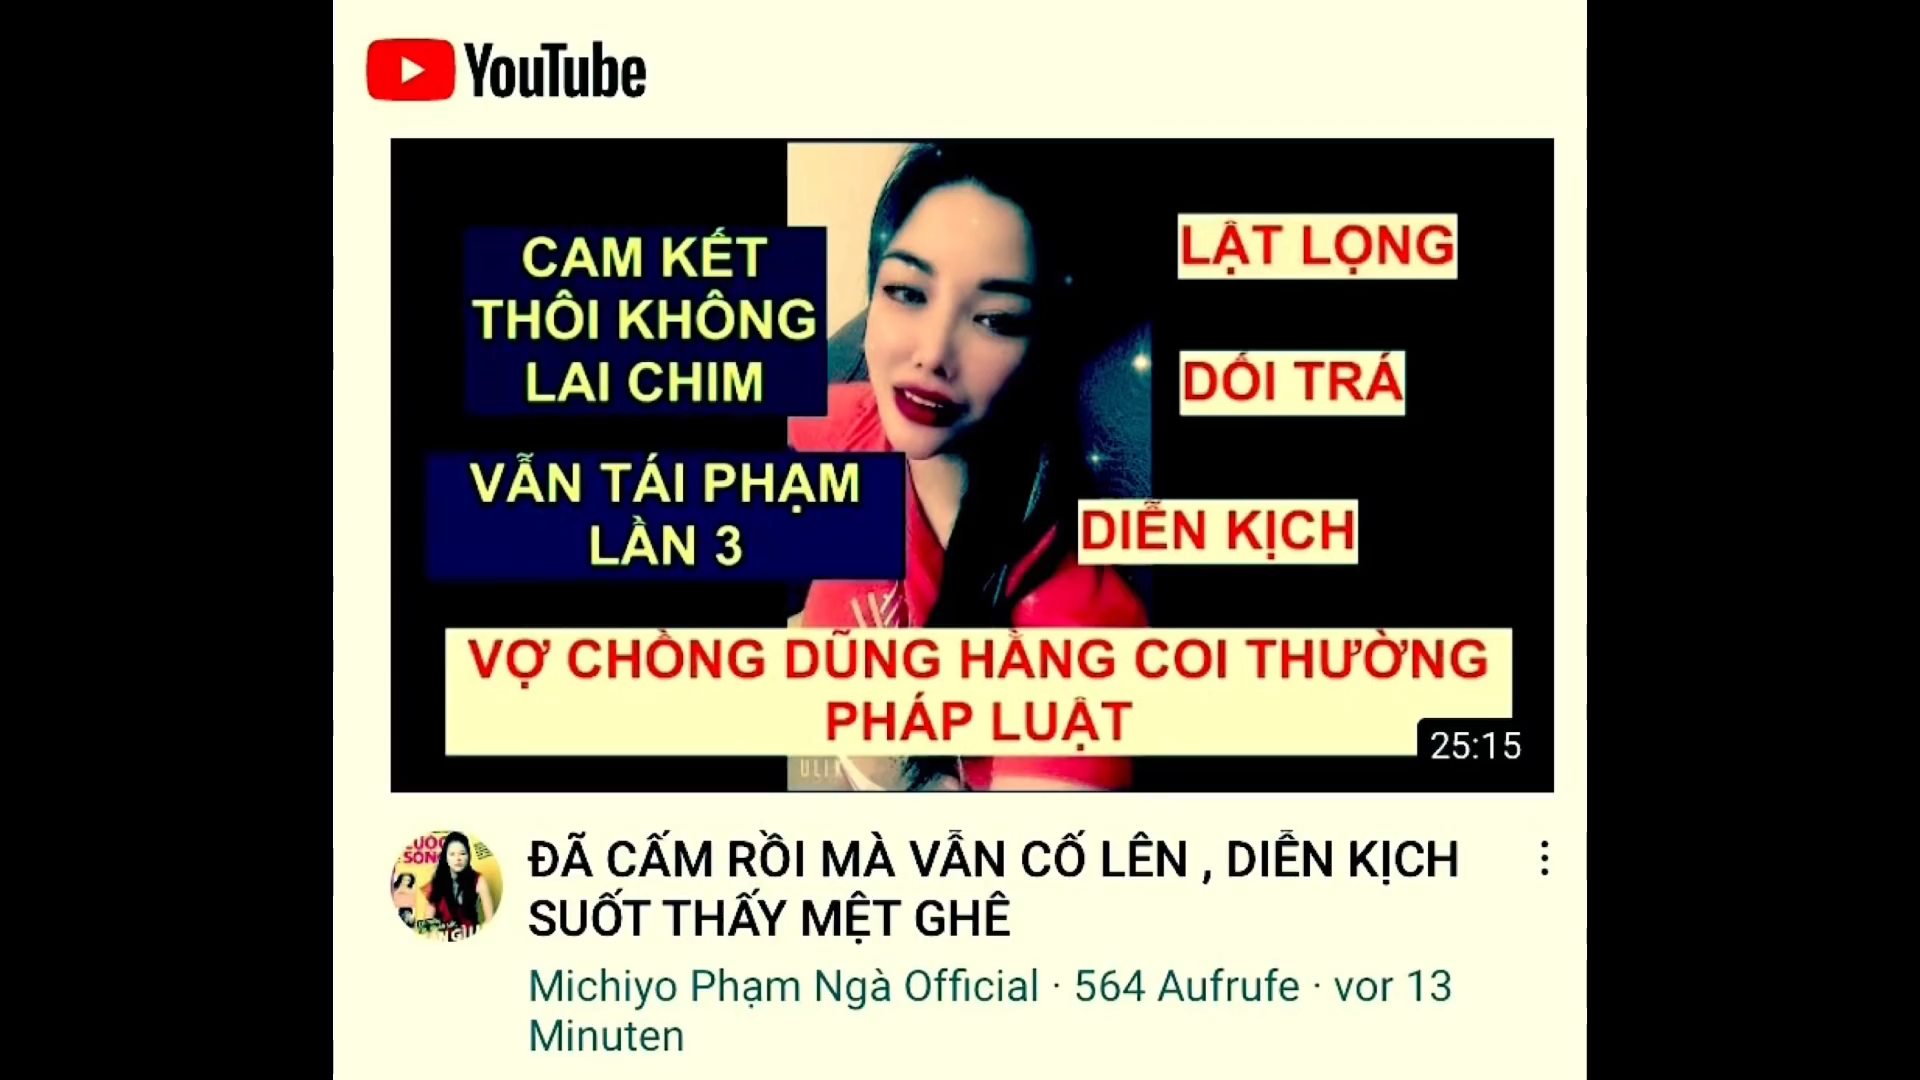 YouTube
CAM KẾT
THÔI KHÔNG
LAI CHIM
VẪN TÁI PHẠM
LẦN 3
LẬT LỌNG
DỐI TRÁ
DIỄN KỊCH
VỢ CHỒNG DŨNG HẰNG COI THƯỜNG
PHÁP LUẬT
25:15
ĐÃ CẤM RỒI MÀ VẪN CỐ LÊN , DIỄN KỊCH
SUỐT THẤY MỆT GHÊ
Michiyo Phạm Ngà Official · 564 Aufrufe · vor 13
Minuten